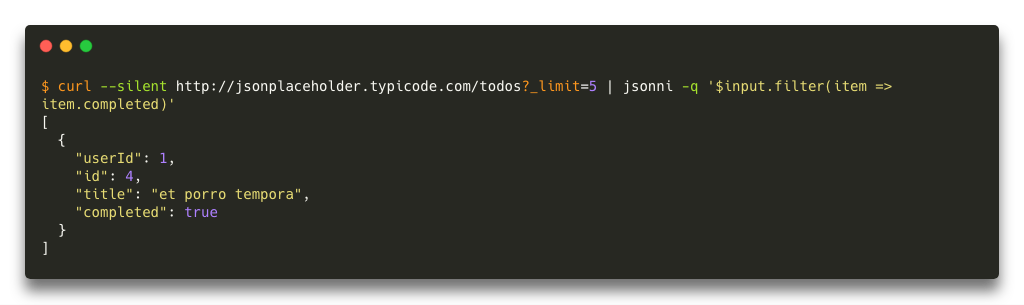 $ curl --silent http://jsonplaceholder.typicode.com/todos?_limit=5 | jsonni -q '$input.filter(item =>
item.completed)'
[
  {
    "userId": 1,
    "id": 4,
    "title": "et porro tempora",
    "completed": true
  }
]